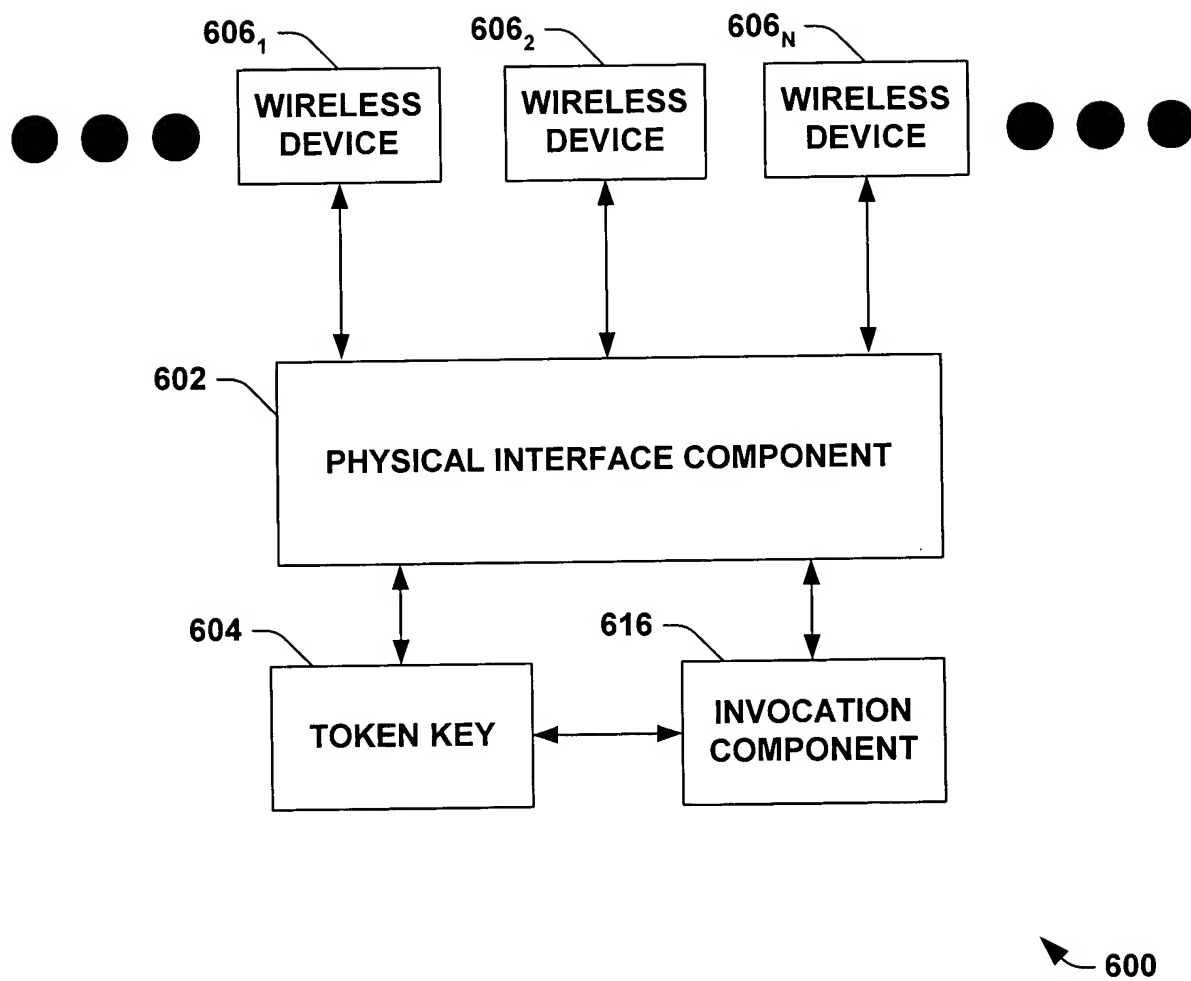 606₁
606₂
606N
WIRELESS
DEVICE
WIRELESS
DEVICE
WIRELESS
DEVICE
602
PHYSICAL INTERFACE COMPONENT
604
616
TOKEN KEY
INVOCATION
COMPONENT
600